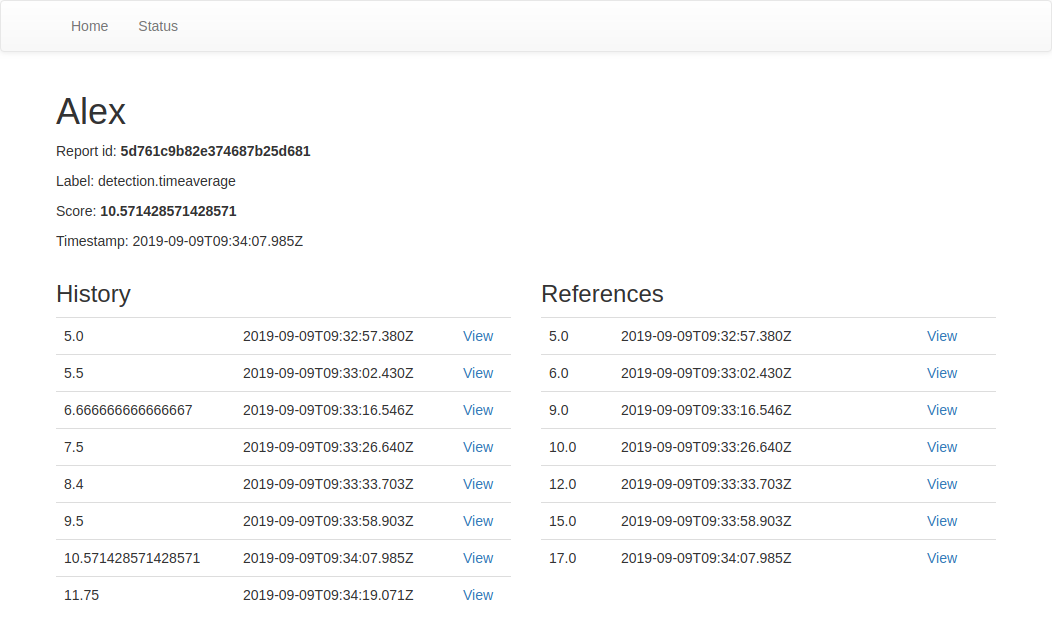 Home Status
Alex
Report id: 5d761c9b82e374687b25d681
Label: detection.timeaverage
Score: 10.571428571428571
Timestamp: 2019-09-09T09:34:07.985Z
History
5.0 2019-09-09T09:32:57.380Z View
5.5 2019-09-09T09:33:02.430Z View
6.666666666666667 2019-09-09T09:33:16.546Z View
7.5 2019-09-09T09:33:26.640Z View
8.4 2019-09-09T09:33:33.703Z View
9.5 2019-09-09T09:33:58.903Z View
10.571428571428571 2019-09-09T09:34:07.985Z View
11.75 2019-09-09T09:34:19.071Z View
References
5.0 2019-09-09T09:32:57.380Z View
6.0 2019-09-09T09:33:02.430Z View
9.0 2019-09-09T09:33:16.546Z View
10.0 2019-09-09T09:33:26.640Z View
12.0 2019-09-09T09:33:33.703Z View
15.0 2019-09-09T09:33:58.903Z View
17.0 2019-09-09T09:34:07.985Z View